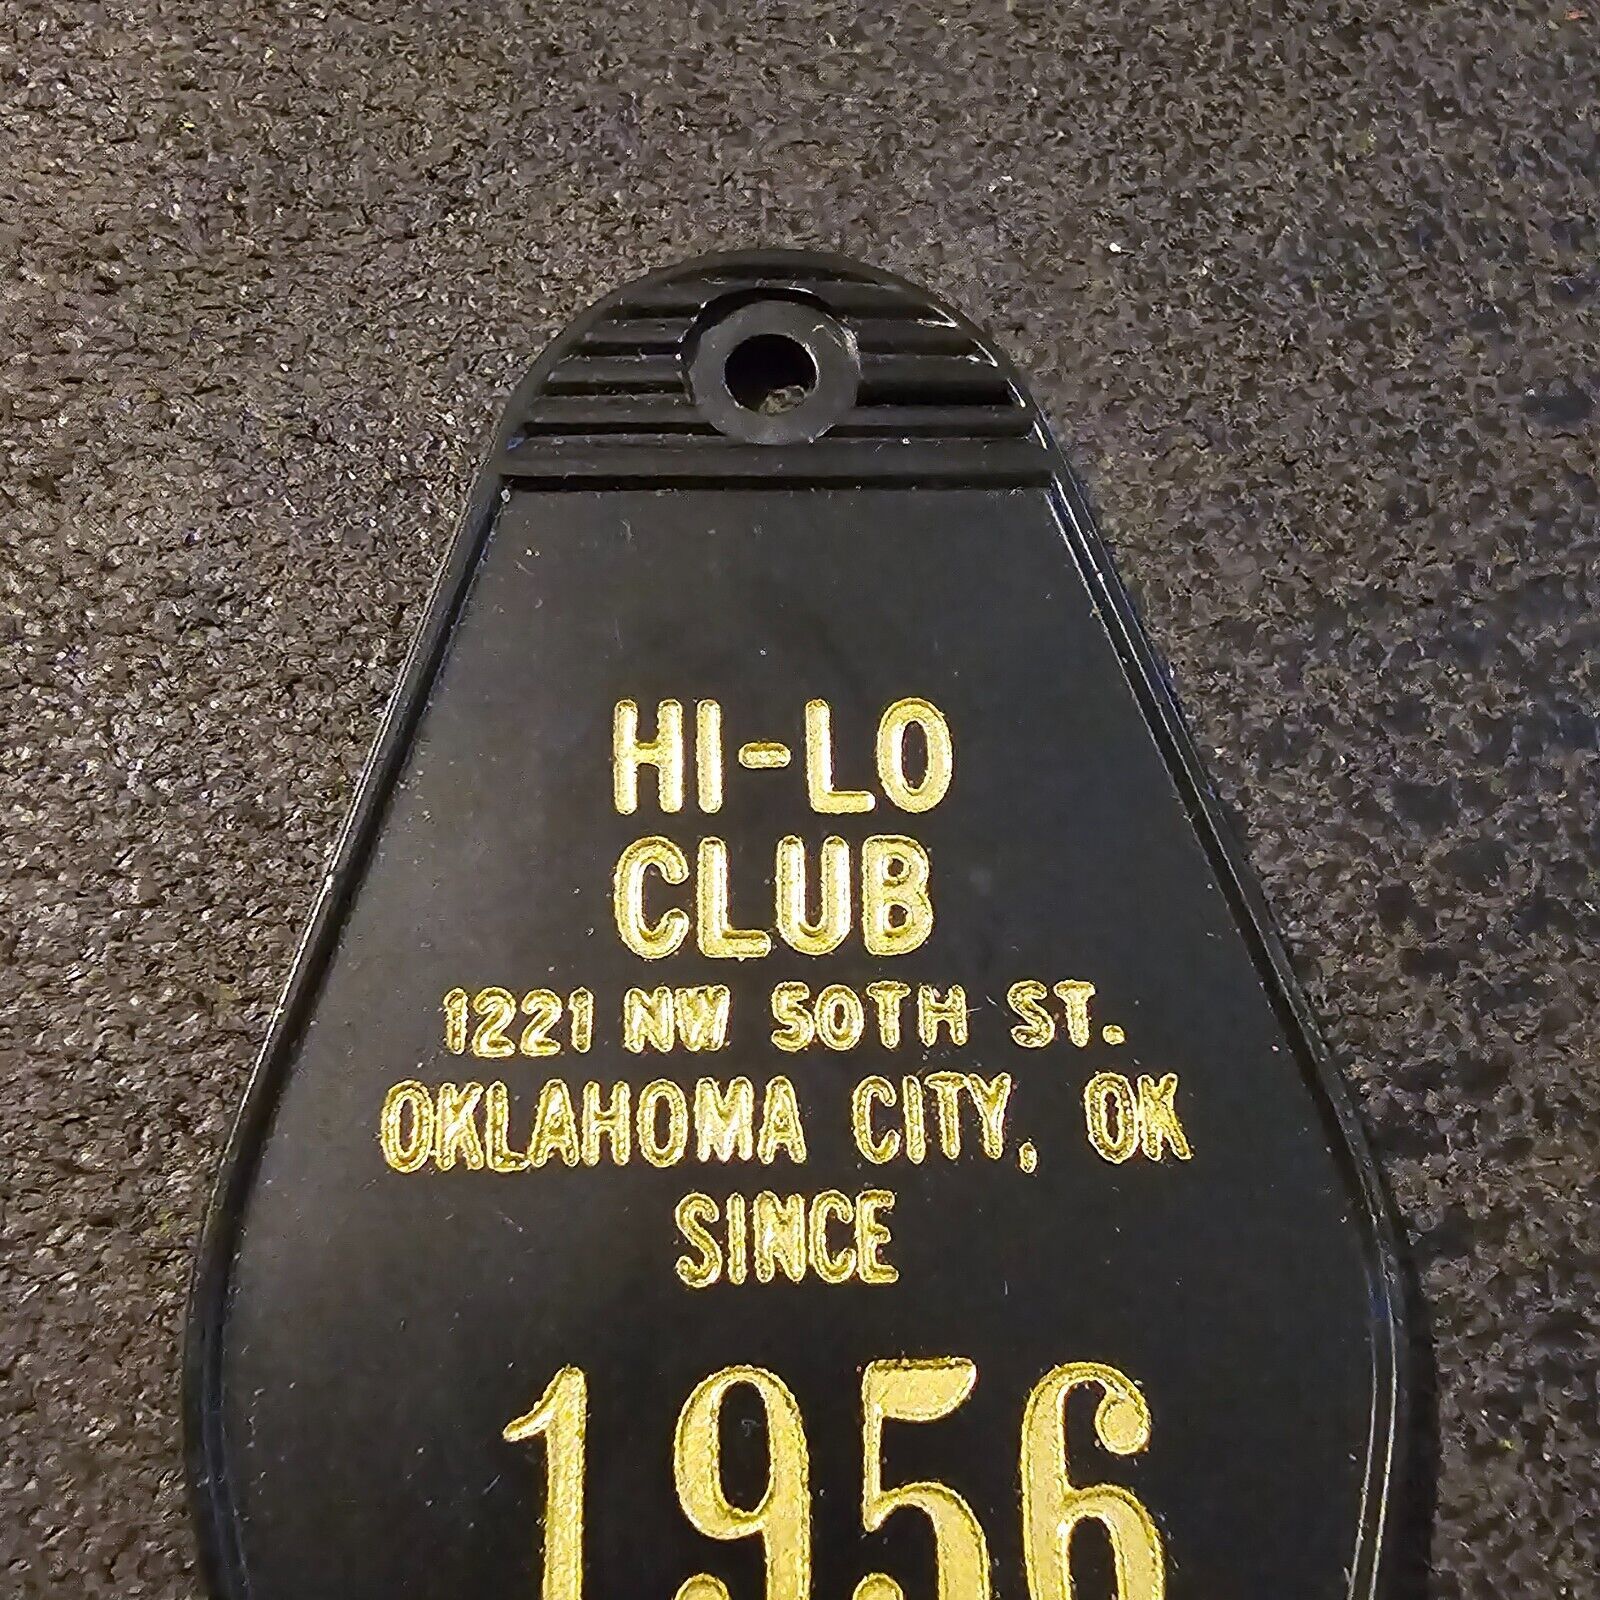 HI-LO
CLUB
1221 NW 50TH ST.
OKLAHOMA CITY, OK
SINCE
1956